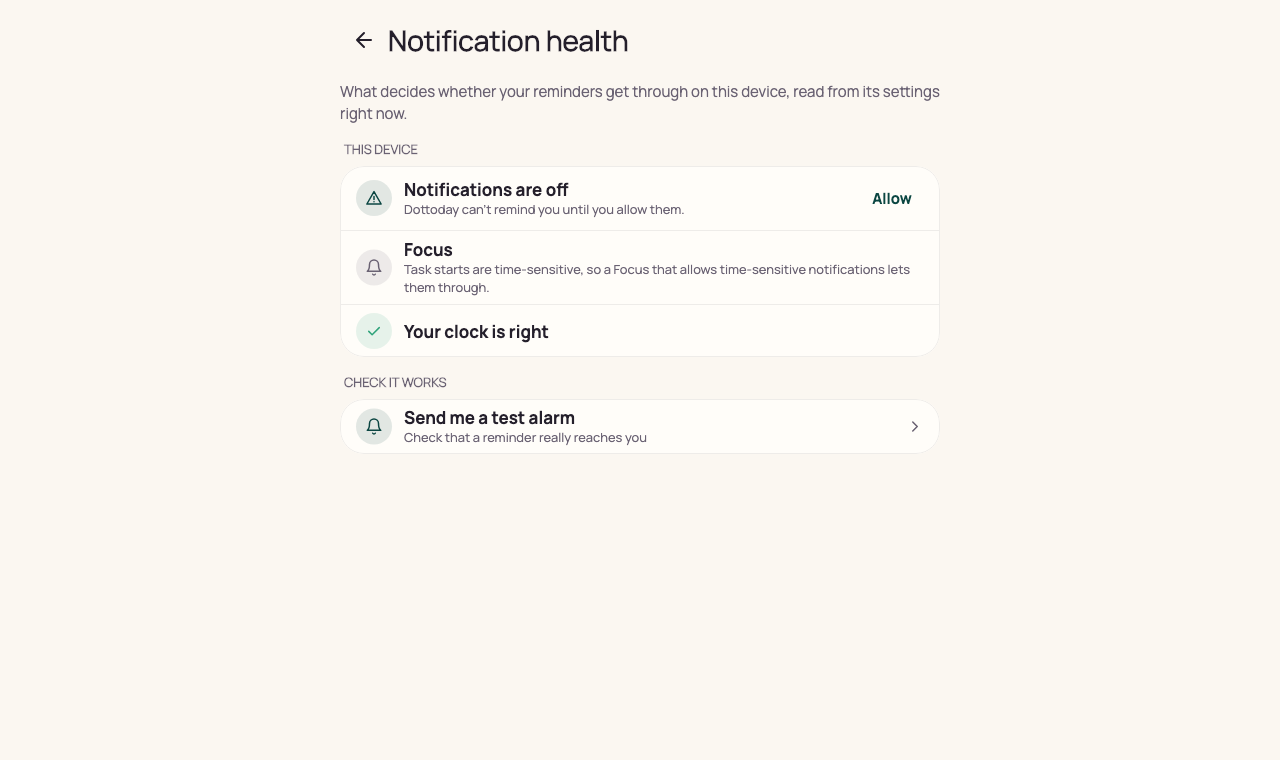 Notification health
What decides whether your reminders get through on this device, read from its settings
right now.
THIS DEVICE
Notifications are off
Dottoday can't remind you until you allow them.
Allow
Focus
Task starts are time-sensitive, so a Focus that allows time-sensitive notifications lets
them through.
Your clock is right
CHECK IT WORKS
Send me a test alarm
Check that a reminder really reaches you